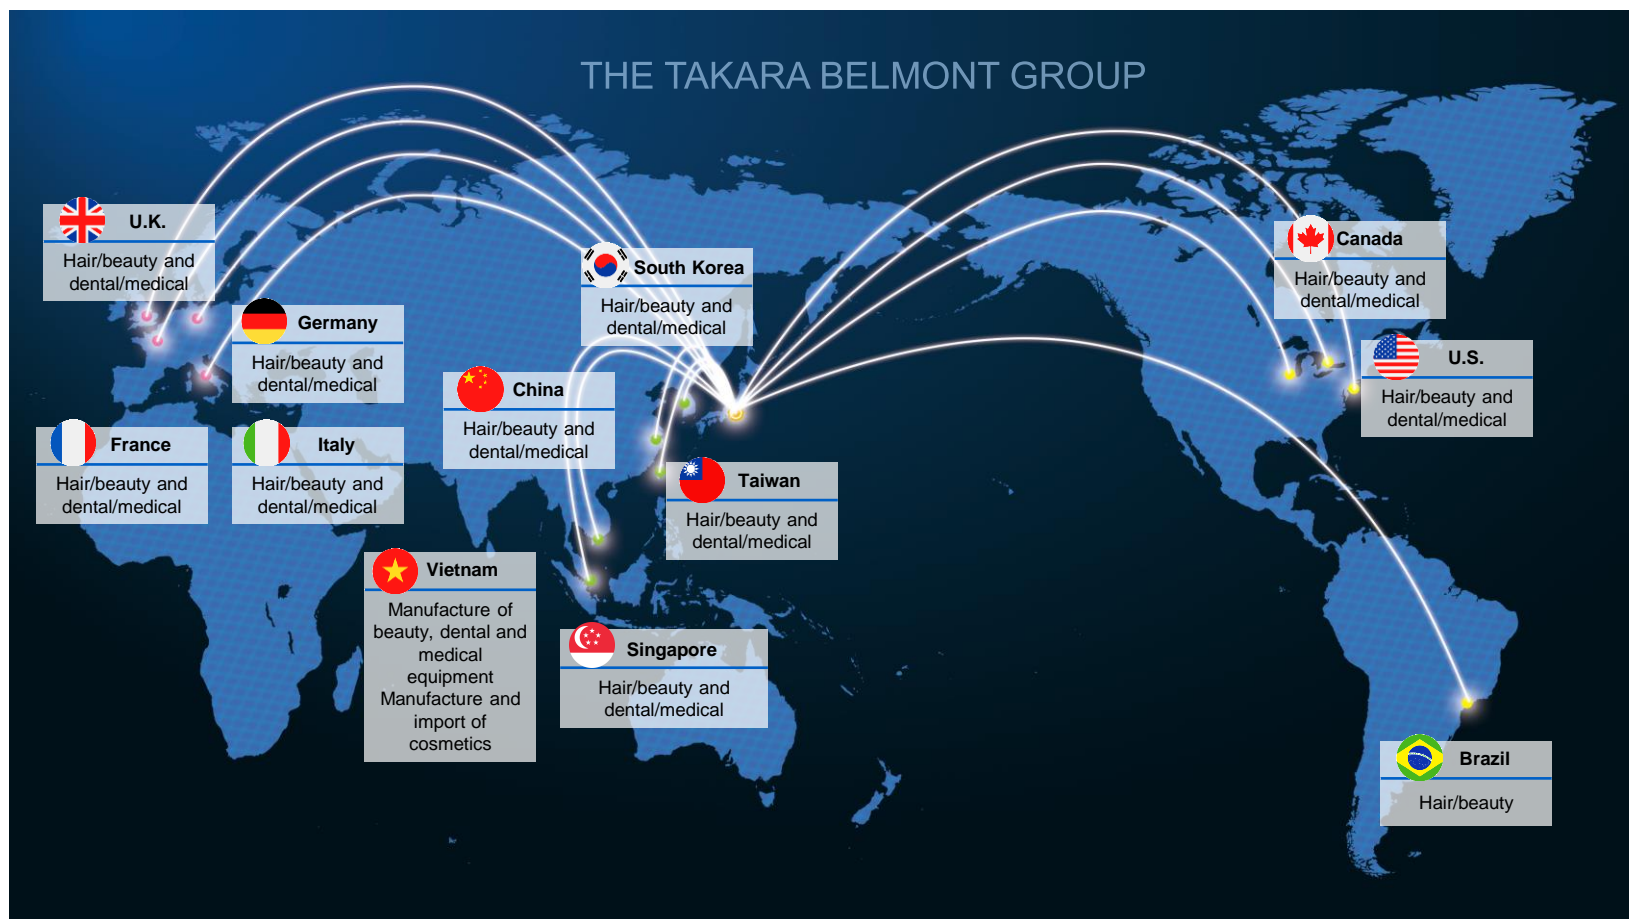 THE TAKARA BELMONT GROUP
U.K.
Hair/beauty and
dental/medical
Germany
Hair/beauty and
dental/medical
France
Hair/beauty and
dental/medical
Italy
Hair/beauty and
dental/medical
South Korea
Hair/beauty and
dental/medical
China
Hair/beauty and
dental/medical
Taiwan
Hair/beauty and
dental/medical
Vietnam
Manufacture of
beauty, dental and
medical
equipment
Manufacture and
import of
cosmetics
Singapore
Hair/beauty and
dental/medical
Canada
Hair/beauty and
dental/medical
U.S.
Hair/beauty and
dental/medical
Brazil
Hair/beauty